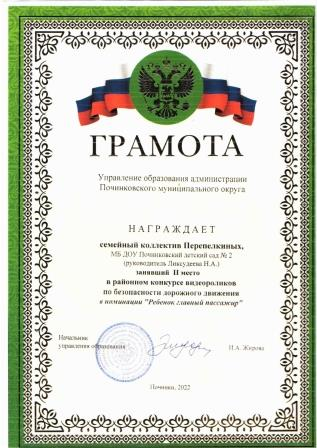 ГРАМОТА
Управление образования администрации
Починковского муниципального округа
НАГРАЖДАЕТ
семейный коллектив Перепелкиных,
МБ ДОУ Починковский детский сад № 2
(руководитель Ликсудеева Н.А.)
занявший II место
в районном конкурсе видеороликов
по безопасности дорожного движения
в номинации "Ребенок главный пассажир"
Начальник
управления образования
Н.А. Жирова
Починки, 2022